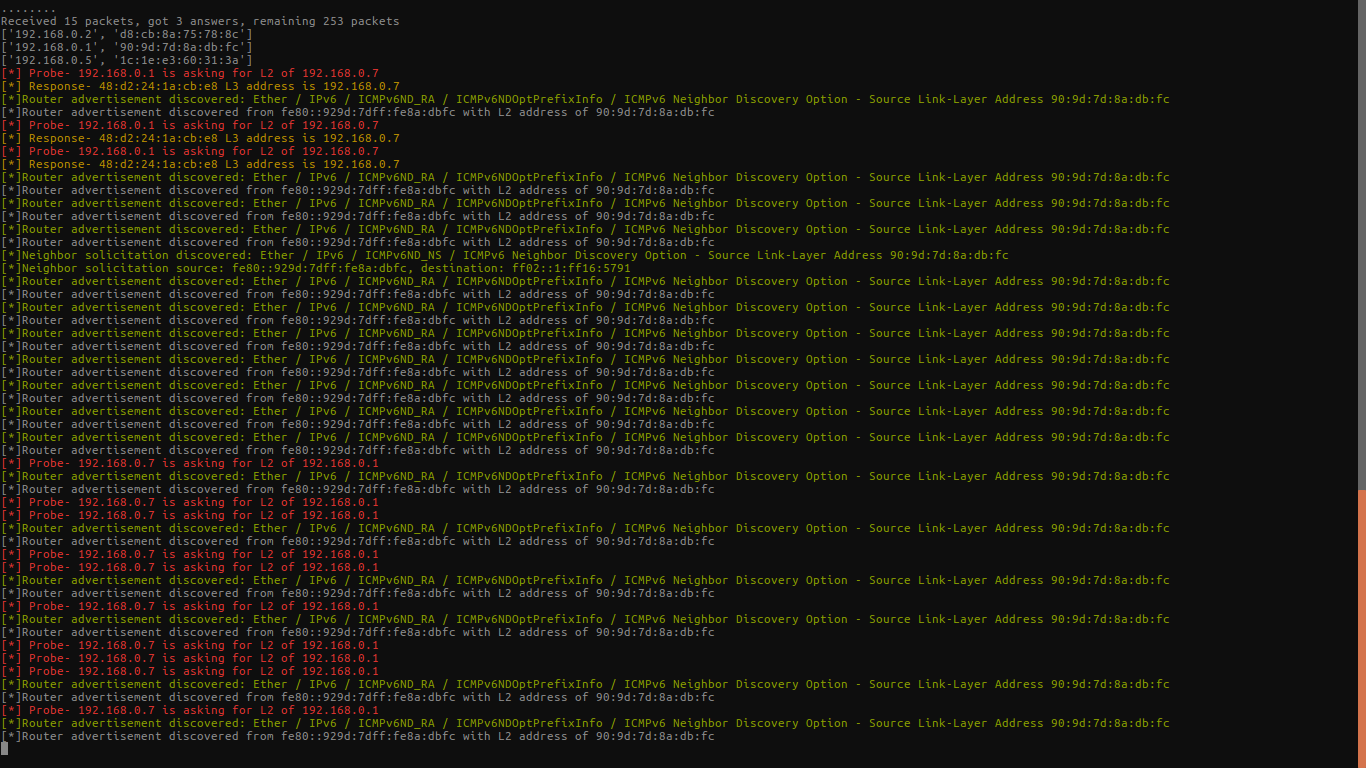 ........
Received 15 packets, got 3 answers, remaining 253 packets
['192.168.0.2', 'd8:cb:8a:75:78:8c']
['192.168.0.1', '90:9d:7d:8a:db:fc']
['192.168.0.5', '1c:1e:e3:60:31:3a']
[*] Probe- 192.168.0.1 is asking for L2 of 192.168.0.7
[*] Response- 48:d2:24:1a:cb:e8 L3 address is 192.168.0.7
[*]Router advertisement discovered: Ether / IPv6 / ICMPv6ND_RA / ICMPv6NDOptPrefixInfo / ICMPv6 Neighbor Discovery Option - Source Link-Layer Address 90:9d:7d:8a:db:fc
[*]Router advertisement discovered from fe80::929d:7dff:fe8a:dbfc with L2 address of 90:9d:7d:8a:db:fc
[*] Probe- 192.168.0.1 is asking for L2 of 192.168.0.7
[*] Response- 48:d2:24:1a:cb:e8 L3 address is 192.168.0.7
[*] Probe- 192.168.0.1 is asking for L2 of 192.168.0.7
[*] Response- 48:d2:24:1a:cb:e8 L3 address is 192.168.0.7
[*]Router advertisement discovered: Ether / IPv6 / ICMPv6ND_RA / ICMPv6NDOptPrefixInfo / ICMPv6 Neighbor Discovery Option - Source Link-Layer Address 90:9d:7d:8a:db:fc
[*]Router advertisement discovered from fe80::929d:7dff:fe8a:dbfc with L2 address of 90:9d:7d:8a:db:fc
[*]Router advertisement discovered: Ether / IPv6 / ICMPv6ND_RA / ICMPv6NDOptPrefixInfo / ICMPv6 Neighbor Discovery Option - Source Link-Layer Address 90:9d:7d:8a:db:fc
[*]Router advertisement discovered from fe80::929d:7dff:fe8a:dbfc with L2 address of 90:9d:7d:8a:db:fc
[*]Router advertisement discovered: Ether / IPv6 / ICMPv6ND_RA / ICMPv6NDOptPrefixInfo / ICMPv6 Neighbor Discovery Option - Source Link-Layer Address 90:9d:7d:8a:db:fc
[*]Router advertisement discovered from fe80::929d:7dff:fe8a:dbfc with L2 address of 90:9d:7d:8a:db:fc
[*]Neighbor solicitation discovered: Ether / IPv6 / ICMPv6ND_NS / ICMPv6 Neighbor Discovery Option - Source Link-Layer Address 90:9d:7d:8a:db:fc
[*]Neighbor solicitation source: fe80::929d:7dff:fe8a:dbfc, destination: ff02::1:ff16:5791
[*]Router advertisement discovered: Ether / IPv6 / ICMPv6ND_RA / ICMPv6NDOptPrefixInfo / ICMPv6 Neighbor Discovery Option - Source Link-Layer Address 90:9d:7d:8a:db:fc
[*]Router advertisement discovered from fe80::929d:7dff:fe8a:dbfc with L2 address of 90:9d:7d:8a:db:fc
[*]Router advertisement discovered: Ether / IPv6 / ICMPv6ND_RA / ICMPv6NDOptPrefixInfo / ICMPv6 Neighbor Discovery Option - Source Link-Layer Address 90:9d:7d:8a:db:fc
[*]Router advertisement discovered from fe80::929d:7dff:fe8a:dbfc with L2 address of 90:9d:7d:8a:db:fc
[*]Router advertisement discovered: Ether / IPv6 / ICMPv6ND_RA / ICMPv6NDOptPrefixInfo / ICMPv6 Neighbor Discovery Option - Source Link-Layer Address 90:9d:7d:8a:db:fc
[*]Router advertisement discovered from fe80::929d:7dff:fe8a:dbfc with L2 address of 90:9d:7d:8a:db:fc
[*]Router advertisement discovered: Ether / IPv6 / ICMPv6ND_RA / ICMPv6NDOptPrefixInfo / ICMPv6 Neighbor Discovery Option - Source Link-Layer Address 90:9d:7d:8a:db:fc
[*]Router advertisement discovered from fe80::929d:7dff:fe8a:dbfc with L2 address of 90:9d:7d:8a:db:fc
[*]Router advertisement discovered: Ether / IPv6 / ICMPv6ND_RA / ICMPv6NDOptPrefixInfo / ICMPv6 Neighbor Discovery Option - Source Link-Layer Address 90:9d:7d:8a:db:fc
[*]Router advertisement discovered from fe80::929d:7dff:fe8a:dbfc with L2 address of 90:9d:7d:8a:db:fc
[*]Router advertisement discovered: Ether / IPv6 / ICMPv6ND_RA / ICMPv6NDOptPrefixInfo / ICMPv6 Neighbor Discovery Option - Source Link-Layer Address 90:9d:7d:8a:db:fc
[*]Router advertisement discovered from fe80::929d:7dff:fe8a:dbfc with L2 address of 90:9d:7d:8a:db:fc
[*]Router advertisement discovered: Ether / IPv6 / ICMPv6ND_RA / ICMPv6NDOptPrefixInfo / ICMPv6 Neighbor Discovery Option - Source Link-Layer Address 90:9d:7d:8a:db:fc
[*]Router advertisement discovered from fe80::929d:7dff:fe8a:dbfc with L2 address of 90:9d:7d:8a:db:fc
[*] Probe- 192.168.0.7 is asking for L2 of 192.168.0.1
[*]Router advertisement discovered: Ether / IPv6 / ICMPv6ND_RA / ICMPv6NDOptPrefixInfo / ICMPv6 Neighbor Discovery Option - Source Link-Layer Address 90:9d:7d:8a:db:fc
[*]Router advertisement discovered from fe80::929d:7dff:fe8a:dbfc with L2 address of 90:9d:7d:8a:db:fc
[*] Probe- 192.168.0.7 is asking for L2 of 192.168.0.1
[*] Probe- 192.168.0.7 is asking for L2 of 192.168.0.1
[*]Router advertisement discovered: Ether / IPv6 / ICMPv6ND_RA / ICMPv6NDOptPrefixInfo / ICMPv6 Neighbor Discovery Option - Source Link-Layer Address 90:9d:7d:8a:db:fc
[*]Router advertisement discovered from fe80::929d:7dff:fe8a:dbfc with L2 address of 90:9d:7d:8a:db:fc
[*] Probe- 192.168.0.7 is asking for L2 of 192.168.0.1
[*] Probe- 192.168.0.7 is asking for L2 of 192.168.0.1
[*]Router advertisement discovered: Ether / IPv6 / ICMPv6ND_RA / ICMPv6NDOptPrefixInfo / ICMPv6 Neighbor Discovery Option - Source Link-Layer Address 90:9d:7d:8a:db:fc
[*]Router advertisement discovered from fe80::929d:7dff:fe8a:dbfc with L2 address of 90:9d:7d:8a:db:fc
[*] Probe- 192.168.0.7 is asking for L2 of 192.168.0.1
[*]Router advertisement discovered: Ether / IPv6 / ICMPv6ND_RA / ICMPv6NDOptPrefixInfo / ICMPv6 Neighbor Discovery Option - Source Link-Layer Address 90:9d:7d:8a:db:fc
[*]Router advertisement discovered from fe80::929d:7dff:fe8a:dbfc with L2 address of 90:9d:7d:8a:db:fc
[*] Probe- 192.168.0.7 is asking for L2 of 192.168.0.1
[*] Probe- 192.168.0.7 is asking for L2 of 192.168.0.1
[*] Probe- 192.168.0.7 is asking for L2 of 192.168.0.1
[*]Router advertisement discovered: Ether / IPv6 / ICMPv6ND_RA / ICMPv6NDOptPrefixInfo / ICMPv6 Neighbor Discovery Option - Source Link-Layer Address 90:9d:7d:8a:db:fc
[*]Router advertisement discovered from fe80::929d:7dff:fe8a:dbfc with L2 address of 90:9d:7d:8a:db:fc
[*] Probe- 192.168.0.7 is asking for L2 of 192.168.0.1
[*]Router advertisement discovered: Ether / IPv6 / ICMPv6ND_RA / ICMPv6NDOptPrefixInfo / ICMPv6 Neighbor Discovery Option - Source Link-Layer Address 90:9d:7d:8a:db:fc
[*]Router advertisement discovered from fe80::929d:7dff:fe8a:dbfc with L2 address of 90:9d:7d:8a:db:fc